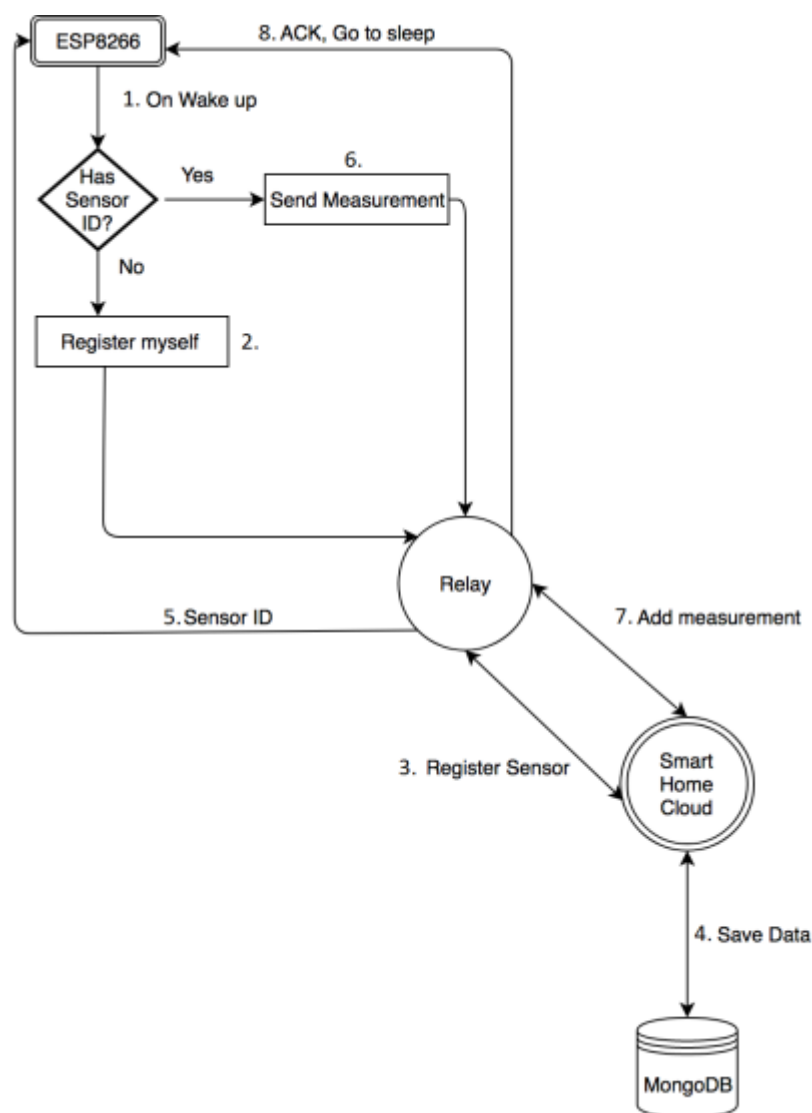 ESP8266
8. ACK, Go to sleep
1. On Wake up
6.
Has
Sensor
ID?
Yes
Send Measurement
No
Register myself
2.
Relay
5. Sensor ID
7. Add measurement
3. Register Sensor
Smart
Home
Cloud
4. Save Data
MongoDB